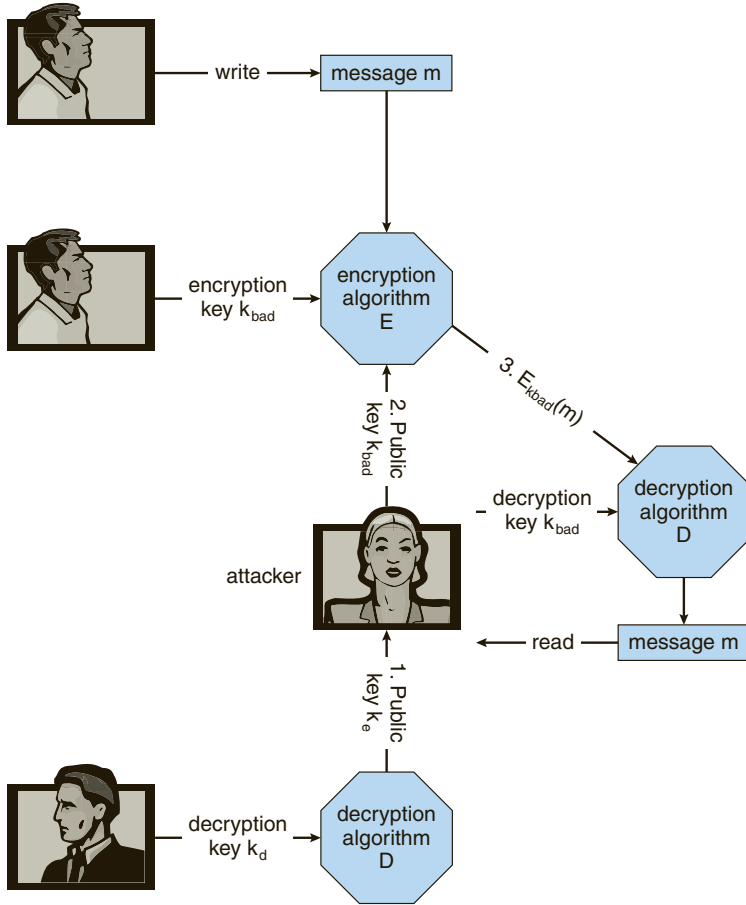 write
message m
encryption
key k_bad
encryption
algorithm
E
3. E_kbad(m)
2. Public
key k_bad
decryption
key k_bad
decryption
algorithm
D
attacker
read
message m
1. Public
key k_e
decryption
key k_d
decryption
algorithm
D